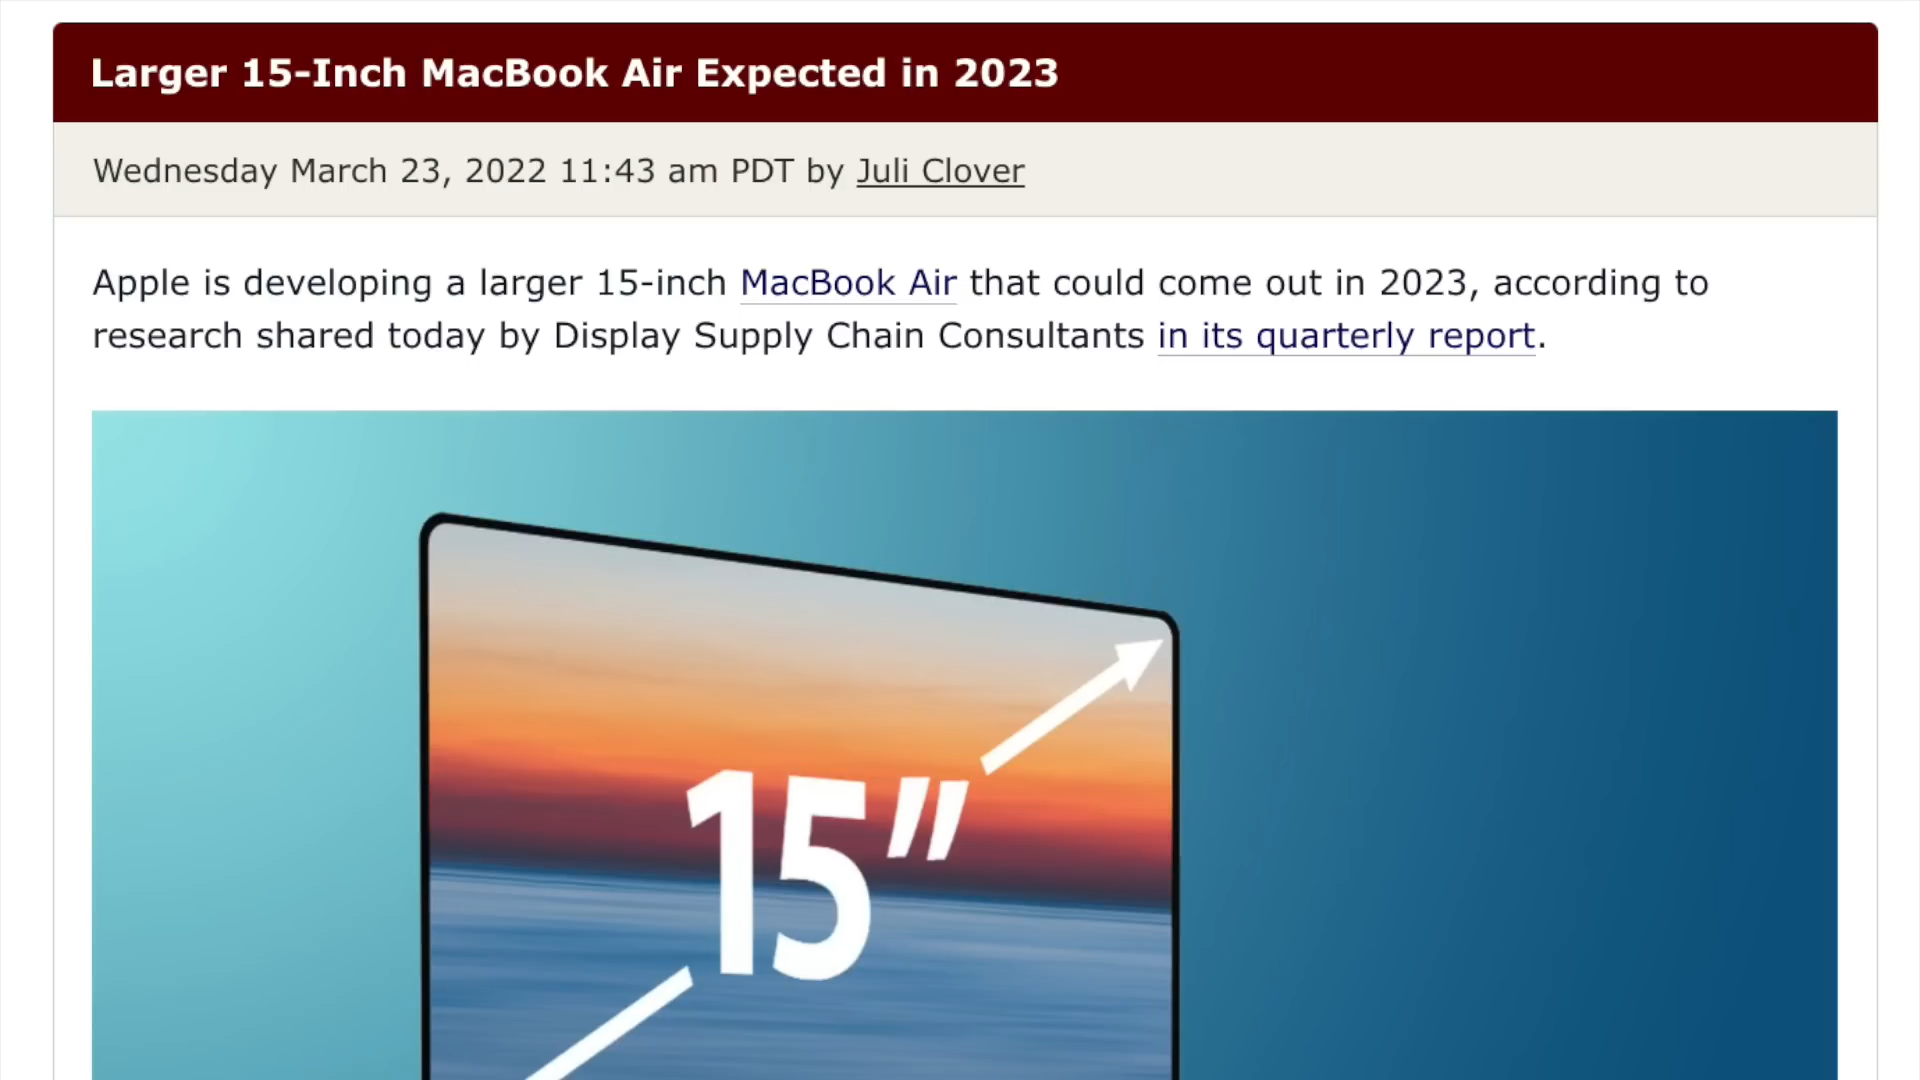 Larger 15-Inch MacBook Air Expected in 2023
Wednesday March 23, 2022 11:43 am PDT by Juli Clover
Apple is developing a larger 15-inch MacBook Air that could come out in 2023, according to
research shared today by Display Supply Chain Consultants in its quarterly report.
15″